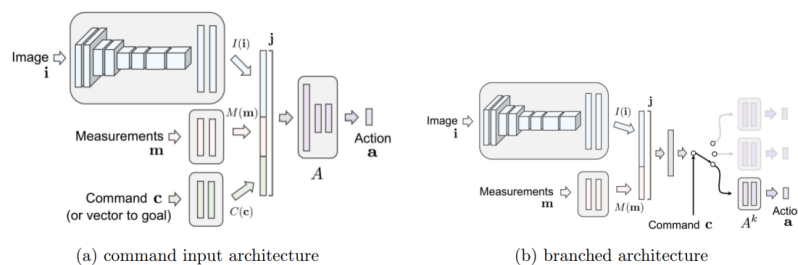 Image
i
I(i)
j
Measurements
m
M(m)
Command c
(or vector to goal)
C(c)
A
Action
a
(a) command input architecture
Image
i
I(i)
j
Measurements
m
M(m)
Command c
A^k
Actio
a
(b) branched architecture